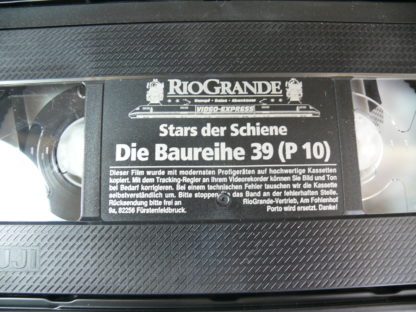 RIOGRANDE
Dampf • Bahn • Abenteuer
VIDEO-EXPRESS
Stars der Schiene
Die Baureihe 39 (P 10)
Dieser Film wurde mit modernsten Profigeräten auf hochwertige Kassetten
kopiert. Mit dem Tracking-Regler an Ihrem Videorekorder können Sie Bild und Ton
bei Bedarf korrigieren. Bei einem technischen Fehler tauschen wir die Kassette
selbstverständlich um. Bitte stoppen Sie das Band an der fehlerhaften Stelle.
Rücksendung bitte frei an RioGrande-Vertrieb, Am Fohlenhof
9a, 82256 Fürstenfeldbruck. Porto wird ersetzt. Danke!
FUJI